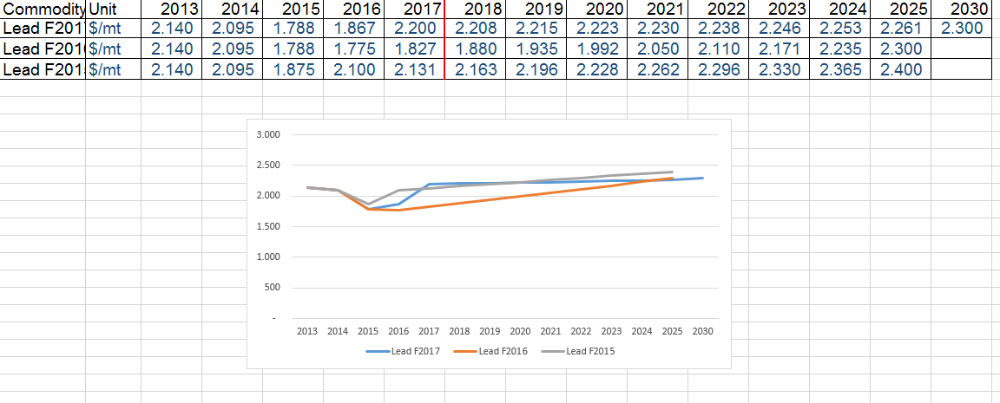 Commodity Unit 2013 2014 2015 2016 2017 2018 2019 2020 2021 2022 2023 2024 2025 2030
Lead F201 $/mt 2.140 2.095 1.788 1.867 2.200 2.208 2.215 2.223 2.230 2.238 2.246 2.253 2.261 2.300
Lead F201 $/mt 2.140 2.095 1.788 1.775 1.827 1.880 1.935 1.992 2.050 2.110 2.171 2.235 2.300
Lead F201 $/mt 2.140 2.095 1.875 2.100 2.131 2.163 2.196 2.228 2.262 2.296 2.330 2.365 2.400
3.000
2.500
2.000
1.500
1.000
500
-
2013 2014 2015 2016 2017 2018 2019 2020 2021 2022 2023 2024 2025 2030
Lead F2017 Lead F2016 Lead F2015